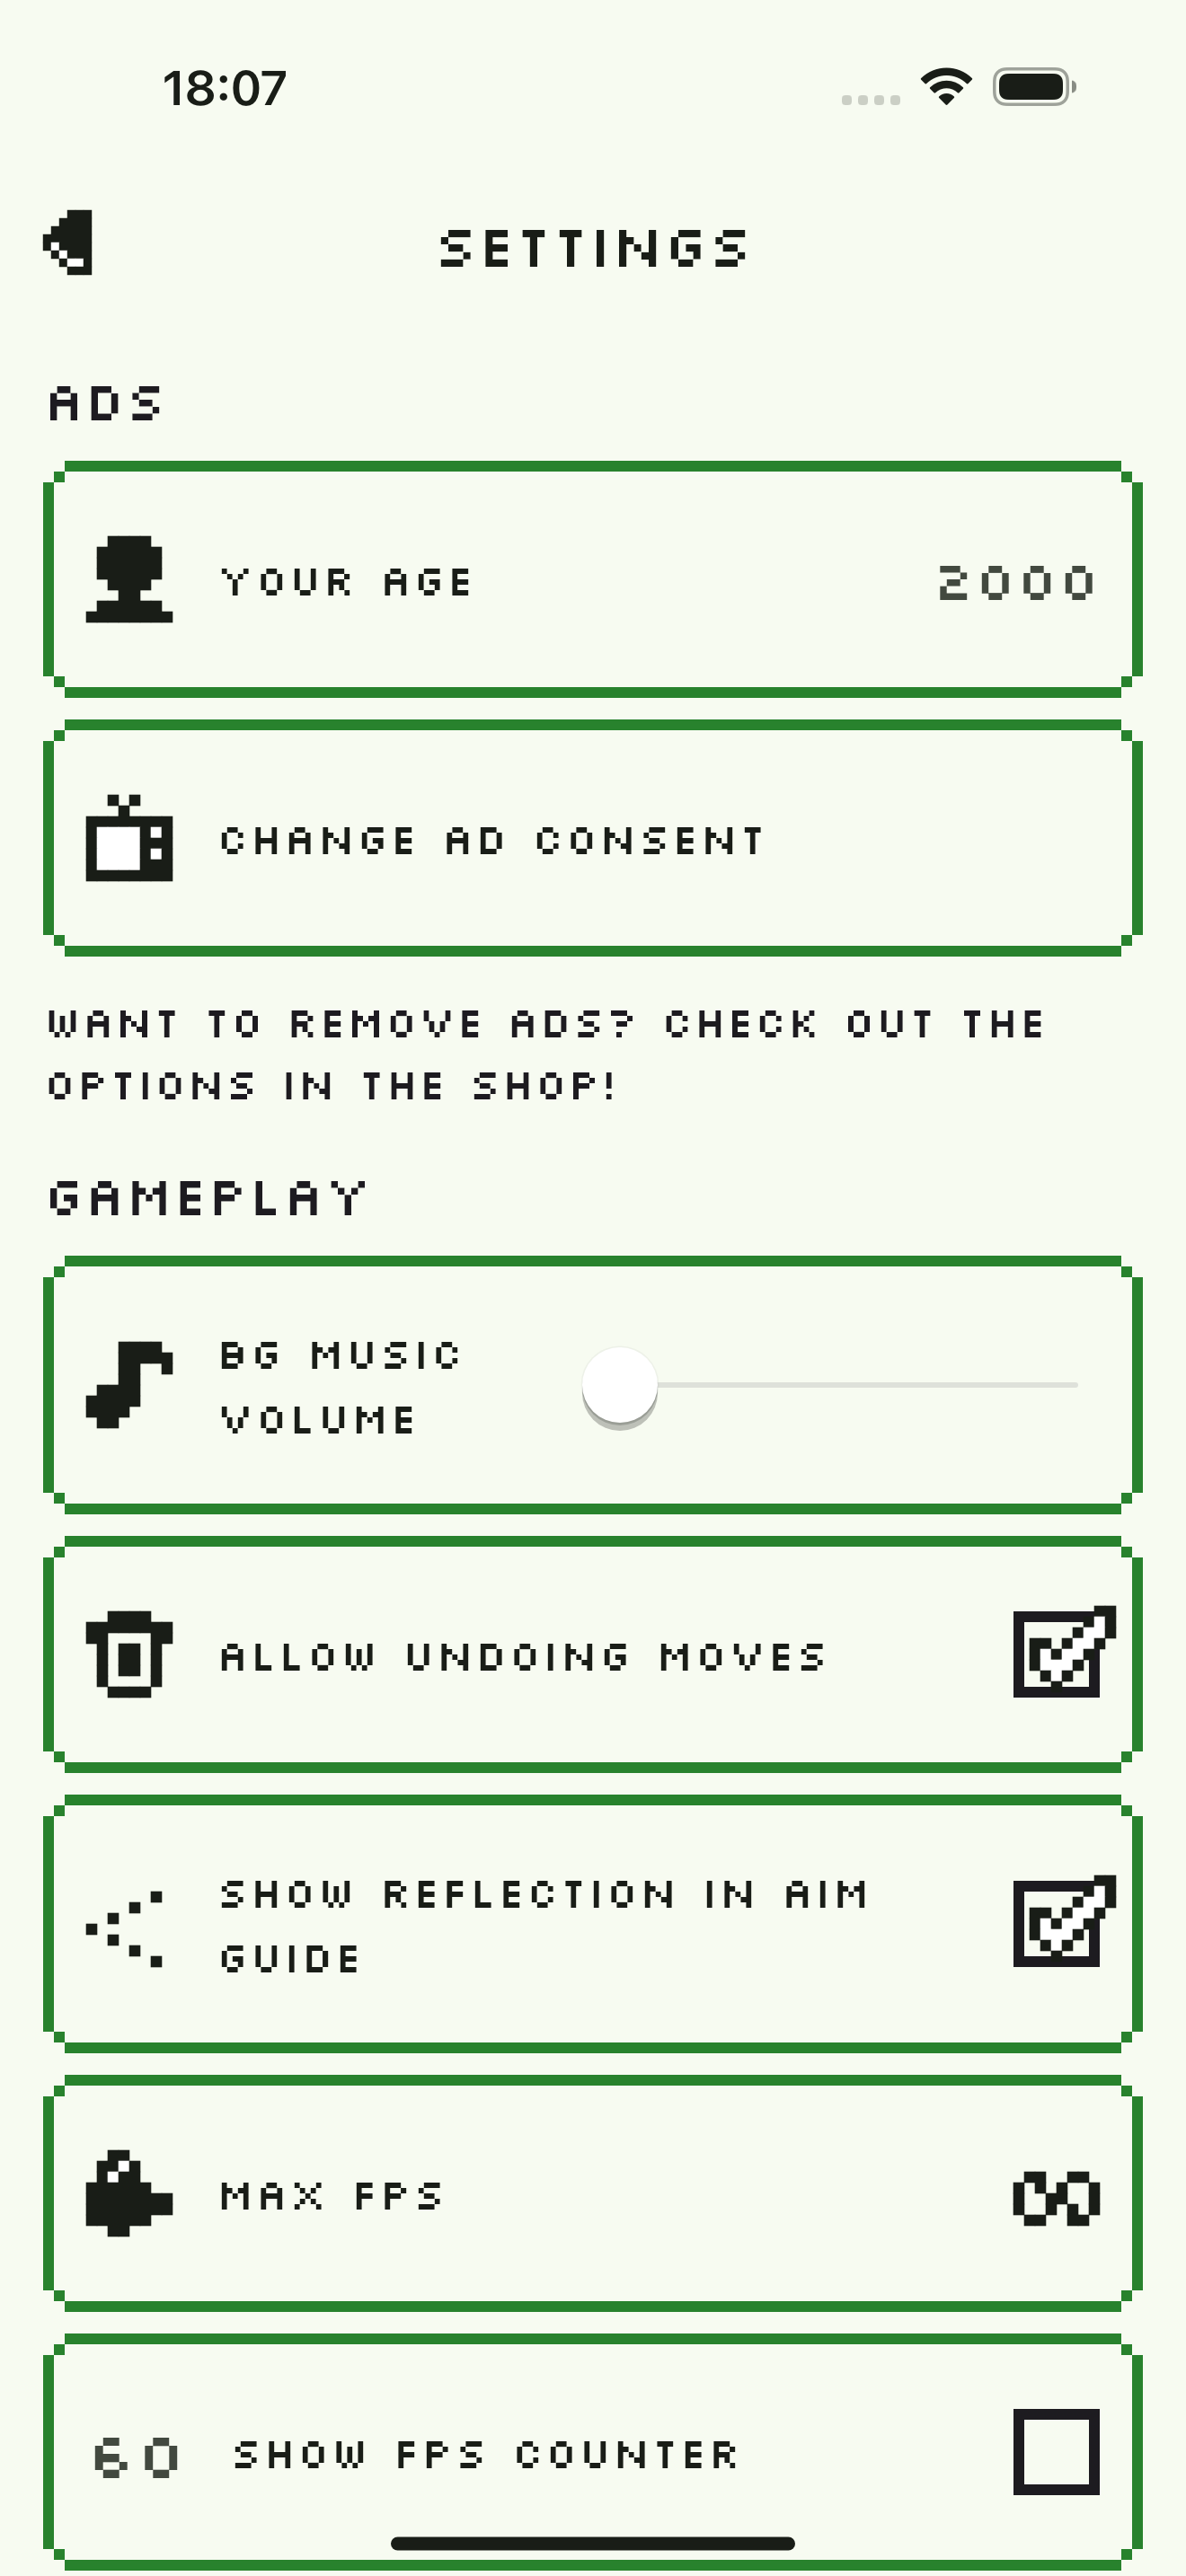 18:07
SETTINGS
ADS
YOUR AGE
2000
CHANGE AD CONSENT
WANT TO REMOVE ADS? CHECK OUT THE
OPTIONS IN THE SHOP!
GAMEPLAY
BG MUSIC
VOLUME
ALLOW UNDOING MOVES
SHOW REFLECTION IN AIM
GUIDE
MAX FPS
∞
60 SHOW FPS COUNTER